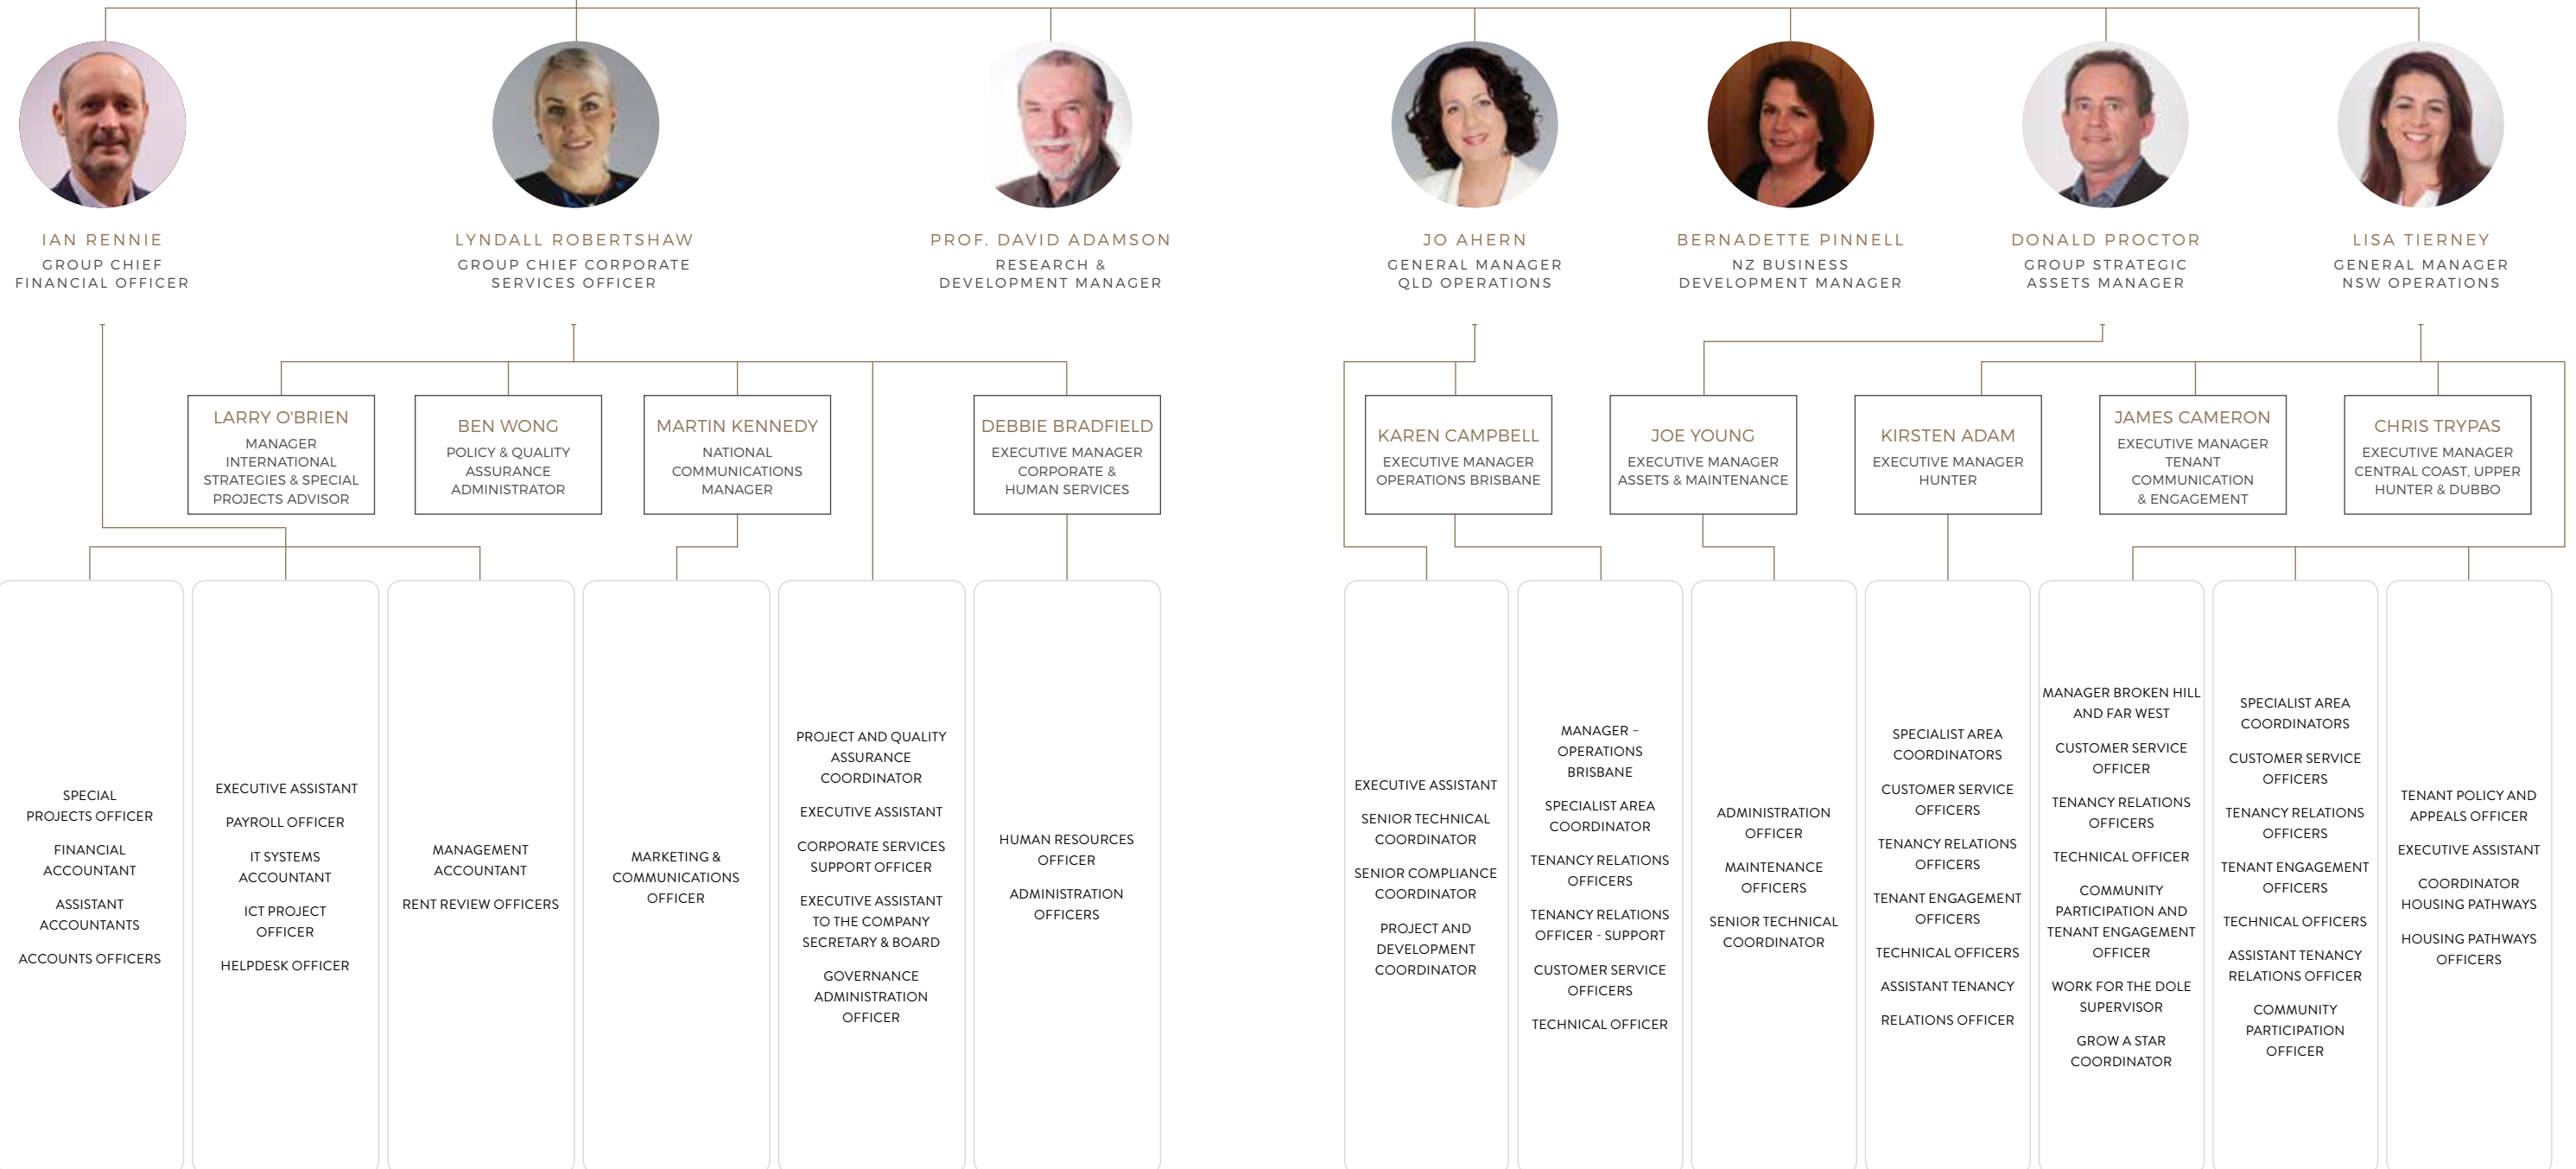 IAN RENNIE
GROUP CHIEF
FINANCIAL OFFICER
LYNDALL ROBERTSHAW
GROUP CHIEF CORPORATE
SERVICES OFFICER
PROF. DAVID ADAMSON
RESEARCH &
DEVELOPMENT MANAGER
JO AHERN
GENERAL MANAGER
QLD OPERATIONS
BERNADETTE PINNELL
NZ BUSINESS
DEVELOPMENT MANAGER
DONALD PROCTOR
GROUP STRATEGIC
ASSETS MANAGER
LISA TIERNEY
GENERAL MANAGER
NSW OPERATIONS
LARRY O'BRIEN
MANAGER
INTERNATIONAL
STRATEGIES & SPECIAL
PROJECTS ADVISOR
BEN WONG
POLICY & QUALITY
ASSURANCE
ADMINISTRATOR
MARTIN KENNEDY
NATIONAL
COMMUNICATIONS
MANAGER
DEBBIE BRADFIELD
EXECUTIVE MANAGER
CORPORATE &
HUMAN SERVICES
KAREN CAMPBELL
EXECUTIVE MANAGER
OPERATIONS BRISBANE
JOE YOUNG
EXECUTIVE MANAGER
ASSETS & MAINTENANCE
KIRSTEN ADAM
EXECUTIVE MANAGER
HUNTER
JAMES CAMERON
EXECUTIVE MANAGER
TENANT
COMMUNICATION
& ENGAGEMENT
CHRIS TRYPAS
EXECUTIVE MANAGER
CENTRAL COAST, UPPER
HUNTER & DUBBO
SPECIAL
PROJECTS OFFICER
FINANCIAL
ACCOUNTANT
ASSISTANT
ACCOUNTANTS
ACCOUNTS OFFICERS
EXECUTIVE ASSISTANT
PAYROLL OFFICER
IT SYSTEMS
ACCOUNTANT
ICT PROJECT
OFFICER
HELPDESK OFFICER
MANAGEMENT
ACCOUNTANT
RENT REVIEW OFFICERS
MARKETING &
COMMUNICATIONS
OFFICER
PROJECT AND QUALITY
ASSURANCE
COORDINATOR
EXECUTIVE ASSISTANT
CORPORATE SERVICES
SUPPORT OFFICER
EXECUTIVE ASSISTANT
TO THE COMPANY
SECRETARY & BOARD
GOVERNANCE
ADMINISTRATION
OFFICER
HUMAN RESOURCES
OFFICER
ADMINISTRATION
OFFICERS
EXECUTIVE ASSISTANT
SENIOR TECHNICAL
COORDINATOR
SENIOR COMPLIANCE
COORDINATOR
PROJECT AND
DEVELOPMENT
COORDINATOR
MANAGER –
OPERATIONS
BRISBANE
SPECIALIST AREA
COORDINATOR
TENANCY RELATIONS
OFFICERS
TENANCY RELATIONS
OFFICER - SUPPORT
CUSTOMER SERVICE
OFFICERS
TECHNICAL OFFICER
ADMINISTRATION
OFFICER
MAINTENANCE
OFFICERS
SENIOR TECHNICAL
COORDINATOR
SPECIALIST AREA
COORDINATORS
CUSTOMER SERVICE
OFFICERS
TENANCY RELATIONS
OFFICERS
TENANT ENGAGEMENT
OFFICERS
TECHNICAL OFFICERS
ASSISTANT TENANCY
RELATIONS OFFICER
MANAGER BROKEN HILL
AND FAR WEST
CUSTOMER SERVICE
OFFICER
TENANCY RELATIONS
OFFICERS
TECHNICAL OFFICER
COMMUNITY
PARTICIPATION AND
TENANT ENGAGEMENT
OFFICER
WORK FOR THE DOLE
SUPERVISOR
GROW A STAR
COORDINATOR
SPECIALIST AREA
COORDINATORS
CUSTOMER SERVICE
OFFICERS
TENANCY RELATIONS
OFFICERS
TENANT ENGAGEMENT
OFFICERS
TECHNICAL OFFICERS
ASSISTANT TENANCY
RELATIONS OFFICER
COMMUNITY
PARTICIPATION
OFFICER
TENANT POLICY AND
APPEALS OFFICER
EXECUTIVE ASSISTANT
COORDINATOR
HOUSING PATHWAYS
HOUSING PATHWAYS
OFFICERS